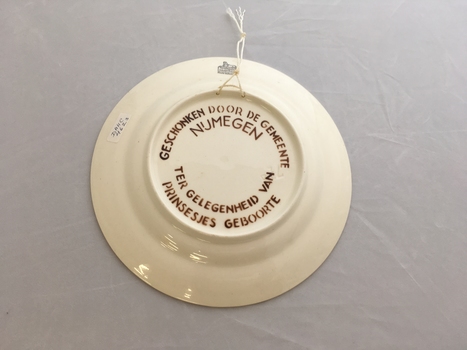 GESCHONKEN DOOR DE GEMEENTE
NIJMEGEN
TER GELEGENHEID VAN
PRINSESJES GEBOORTE